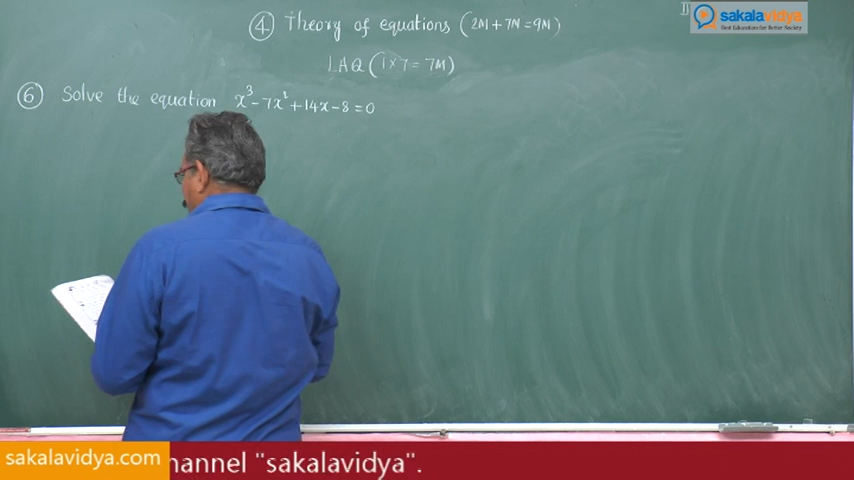 ④ Theory of equations (2M + 7M = 9M)
sakalavidya
LAQ (1 x 7 = 7M)
⑥ Solve the equation x³ - 7x² + 14x - 8 = 0
sakalavidya.com hannel "sakalavidya".